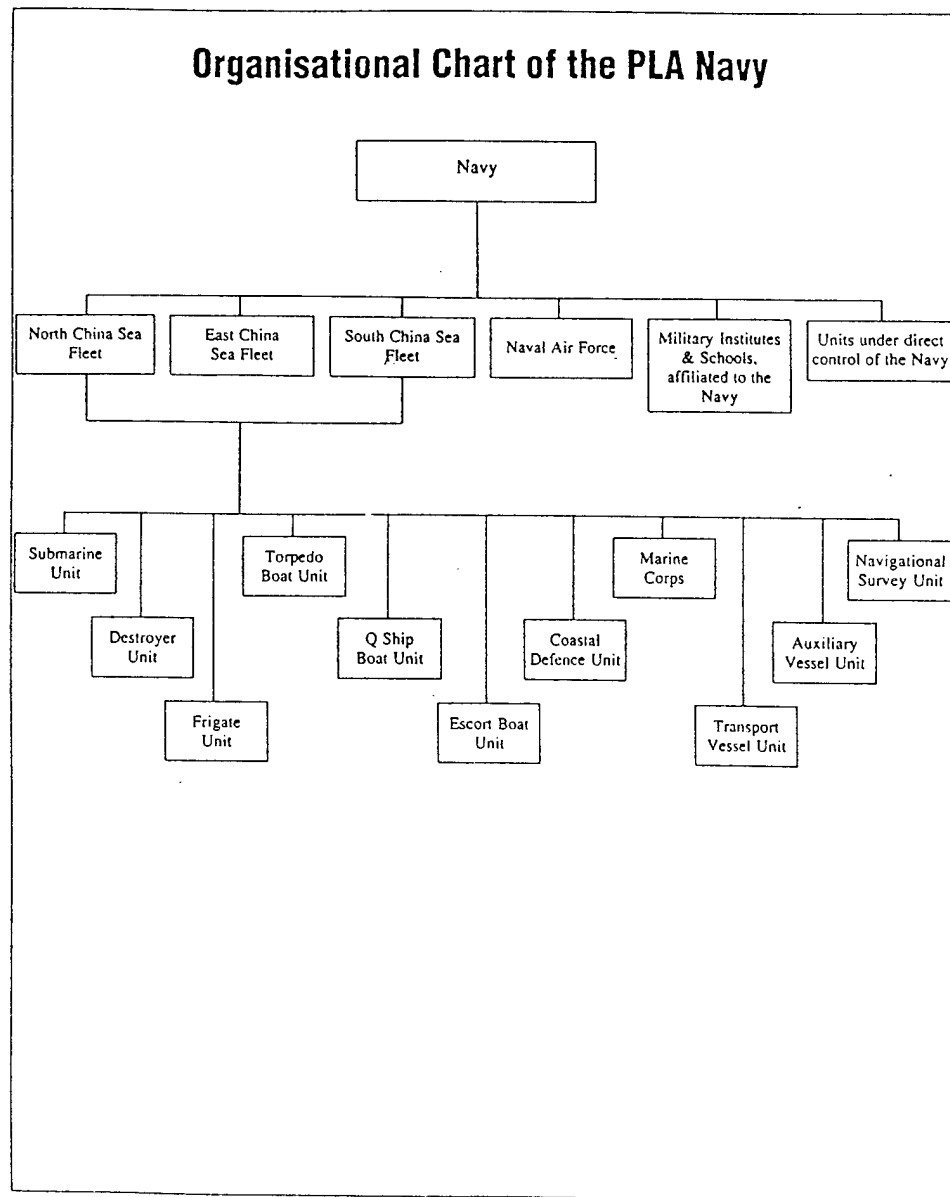 Organisational Chart of the PLA Navy
Navy
North China Sea
Fleet
East China
Sea Fleet
South China Sea
Fleet
Naval Air Force
Military Institutes
& Schools,
affiliated to the
Navy
Units under direct
control of the Navy
Submarine
Unit
Destroyer
Unit
Frigate
Unit
Torpedo
Boat Unit
Q Ship
Boat Unit
Escort Boat
Unit
Coastal
Defence Unit
Marine
Corps
Transport
Vessel Unit
Auxiliary
Vessel Unit
Navigational
Survey Unit